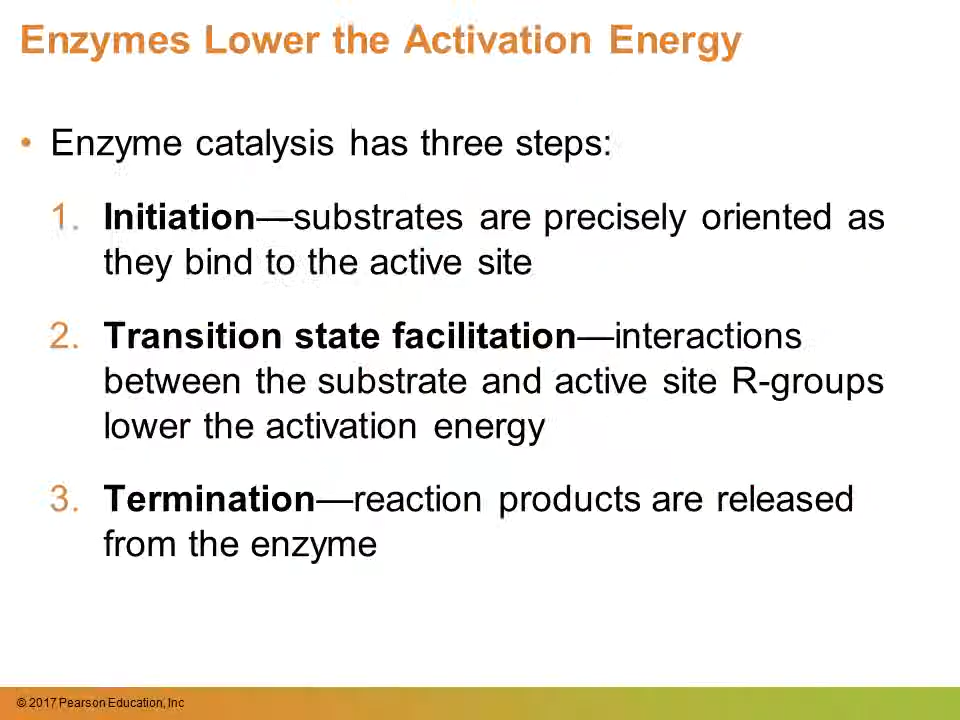 Enzymes Lower the Activation Energy
• Enzyme catalysis has three steps:
1. Initiation—substrates are precisely oriented as
they bind to the active site
2. Transition state facilitation—interactions
between the substrate and active site R-groups
lower the activation energy
3. Termination—reaction products are released
from the enzyme
© 2017 Pearson Education, Inc